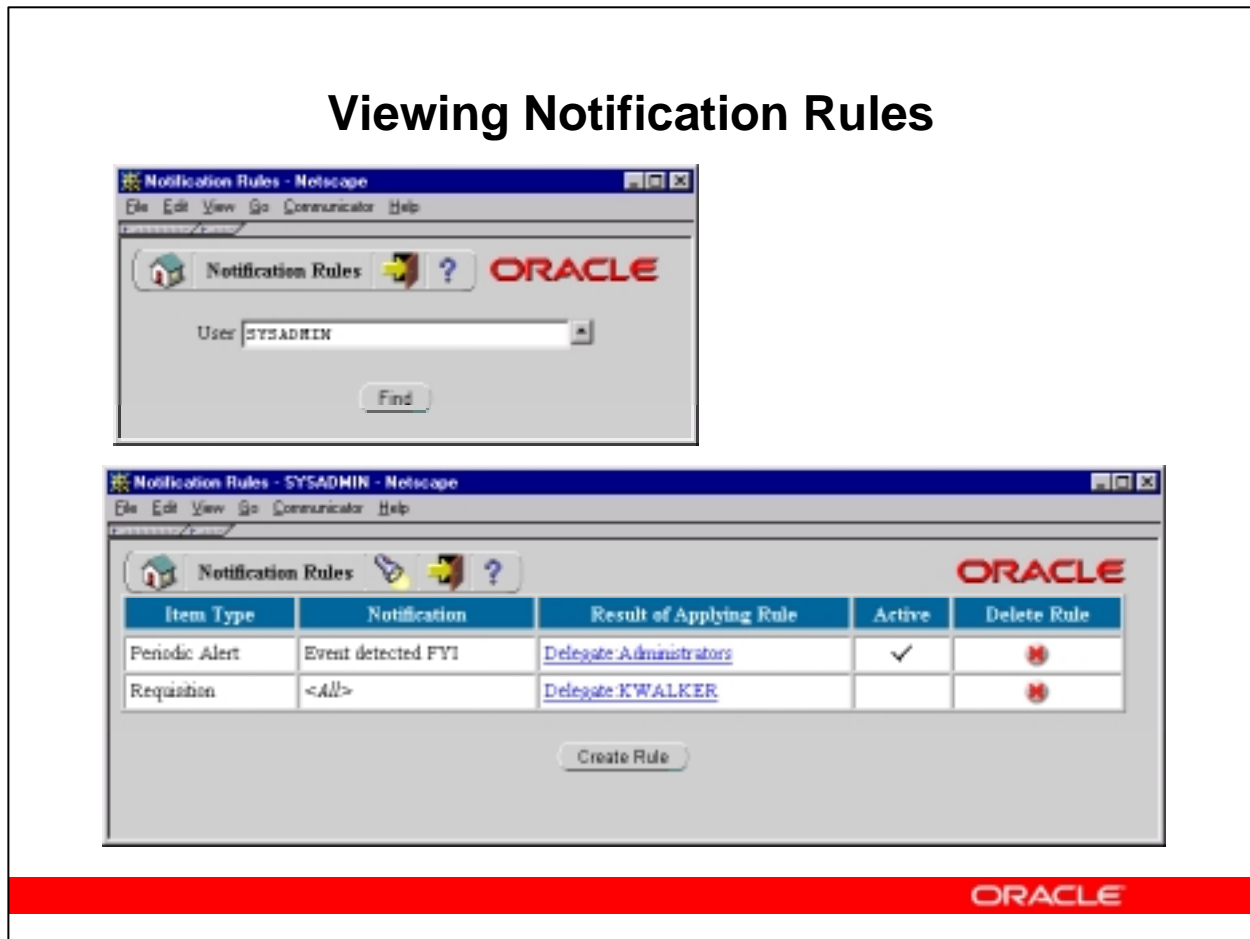 Viewing Notification Rules
Notification Rules - Netscape
File Edit View Go Communicator Help
Notification Rules ? ORACLE
User SYSADMIN
Find
Notification Rules - SYSADMIN - Netscape
File Edit View Go Communicator Help
Notification Rules ? ORACLE
Item Type Notification Result of Applying Rule Active Delete Rule
Periodic Alert Event detected FYI Delegate:Administrators
Requisition <All> Delegate:KWALKER
Create Rule
ORACLE